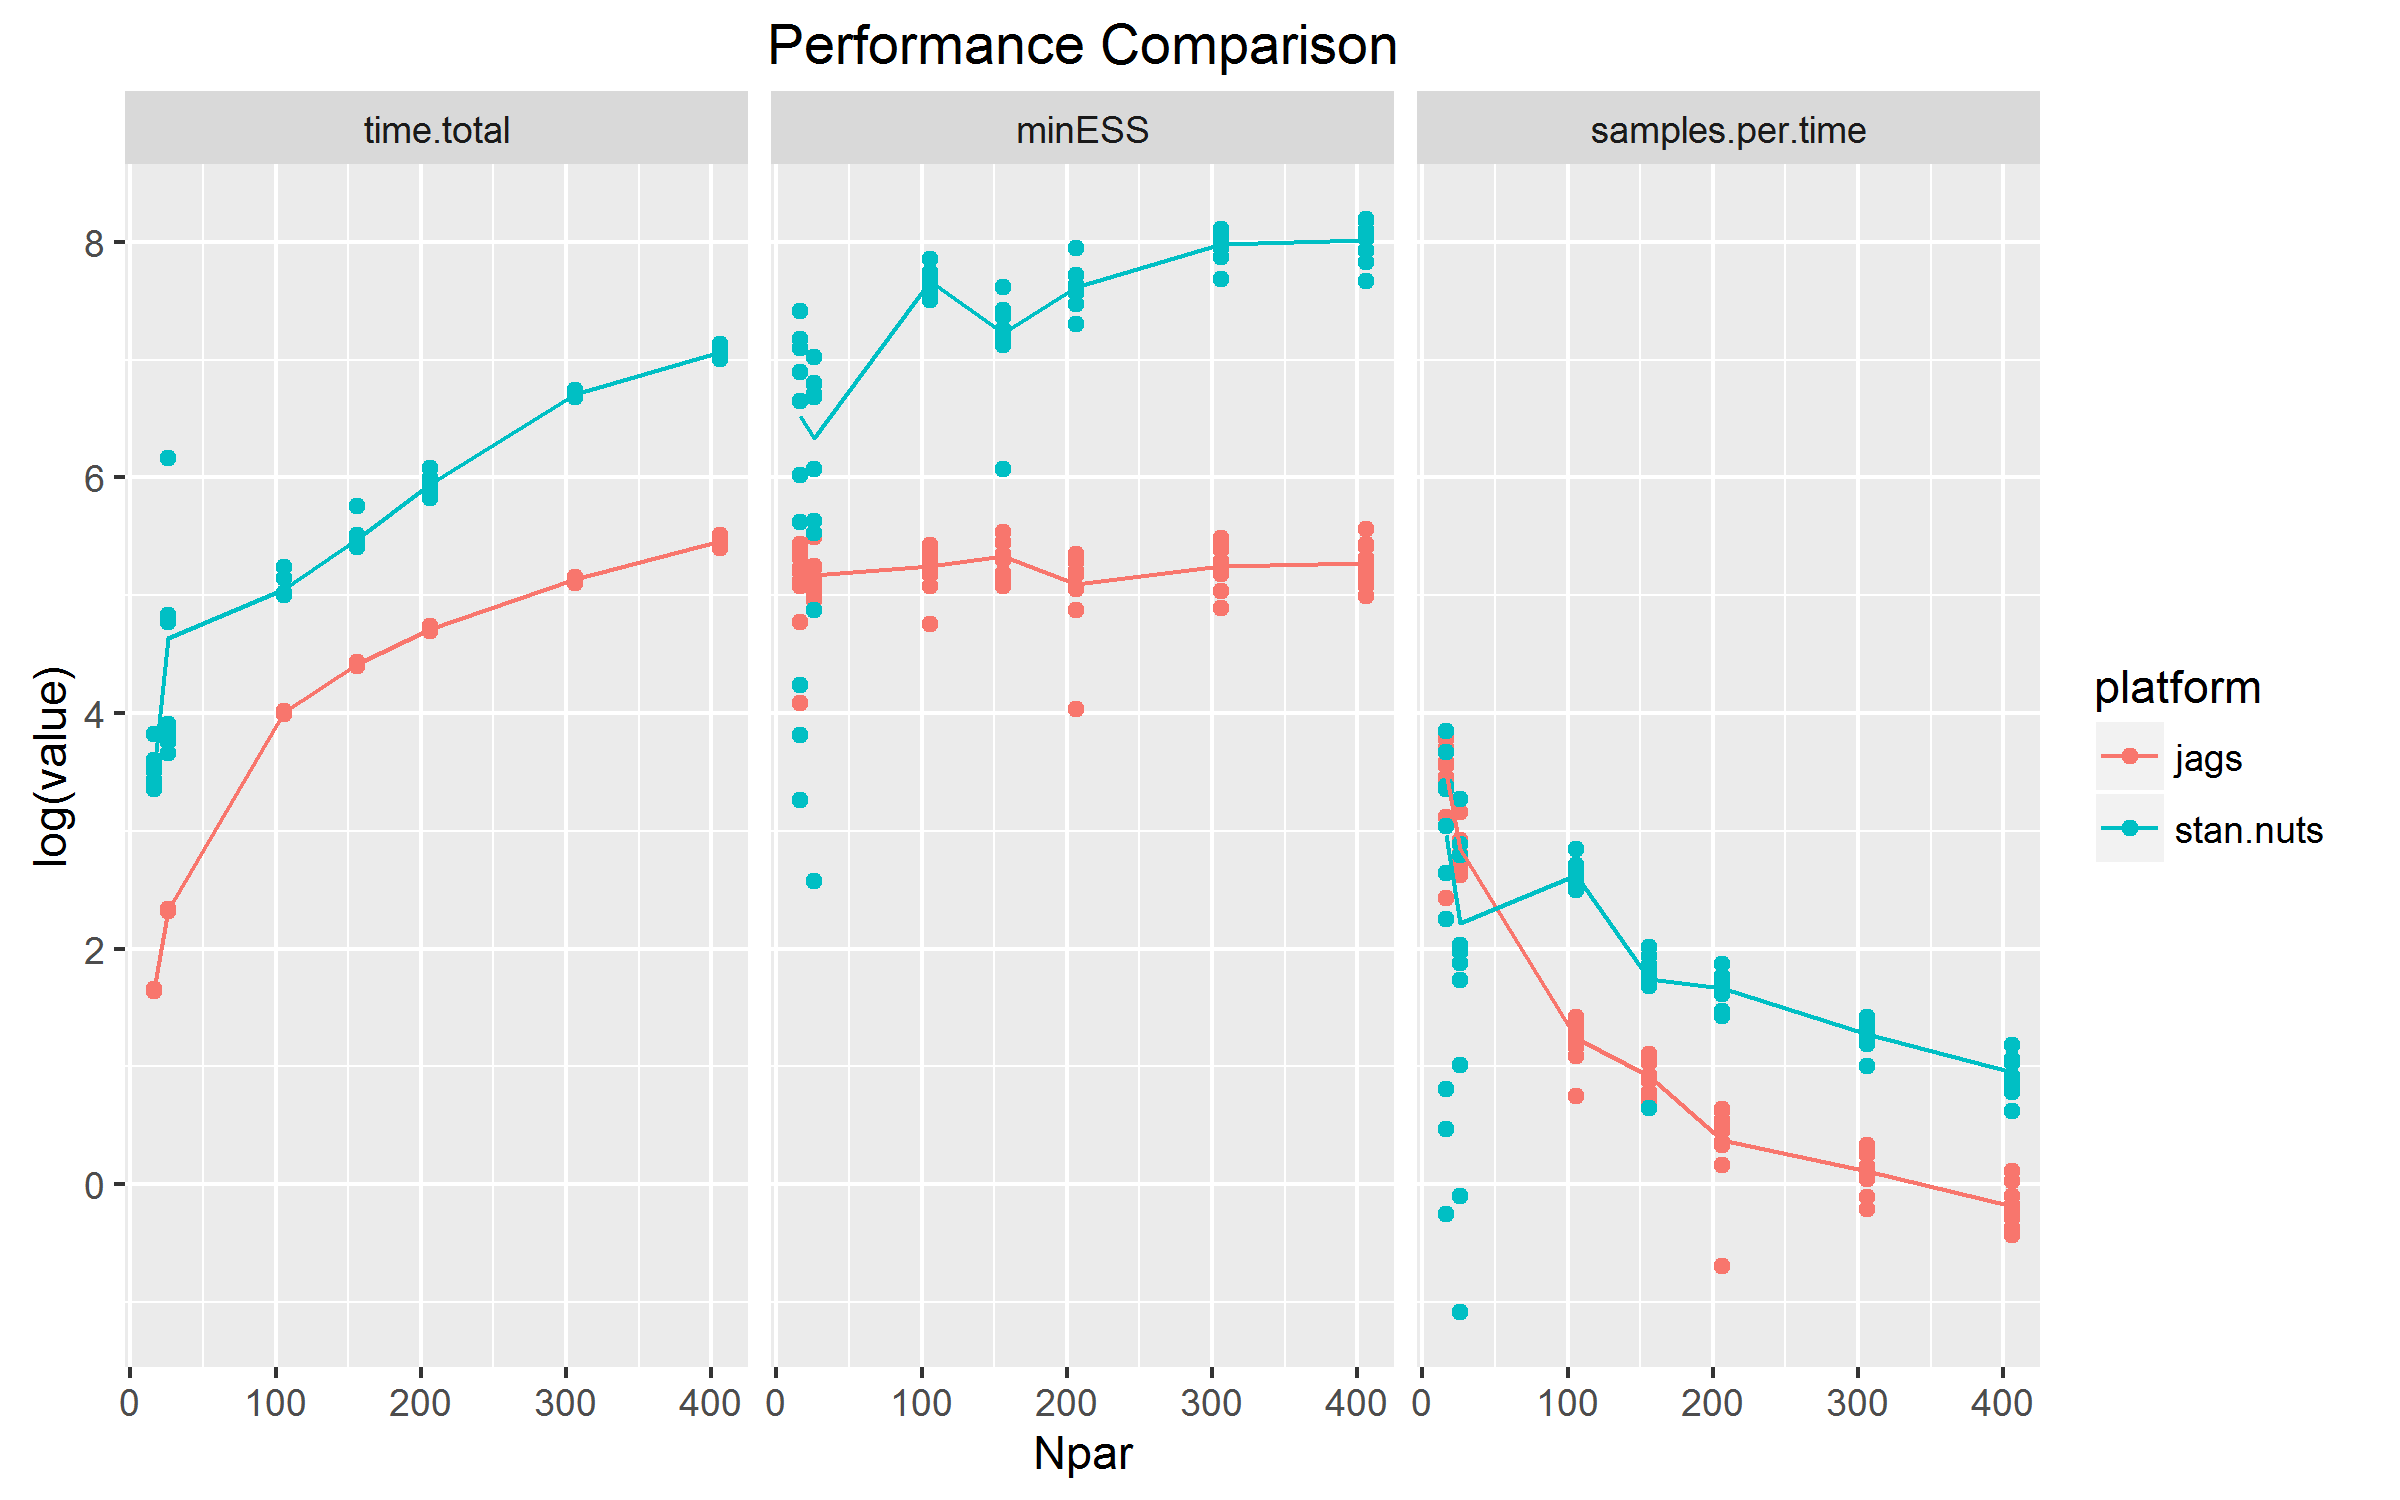 Performance Comparison
time.total minESS samples.per.time
8
6
4
2
0
log(value)
0 100 200 300 400 0 100 200 300 400 0 100 200 300 400
Npar
platform
jags
stan.nuts